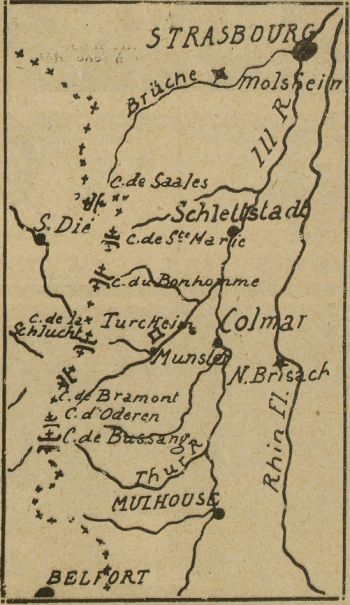 STRASBOURG
Molsheim
Brüche
Ill R
C. de Saales
Schlettstadt
S. Dié
C. de Ste Marie
C. du Bonhomme
C. de la
Schlucht
Turckeim
Colmar
Munster
N. Brisach
C. de Bramont
C. d'Oderen
C. de Bussang
Rhin Fl.
Thur R
MULHOUSE
BELFORT